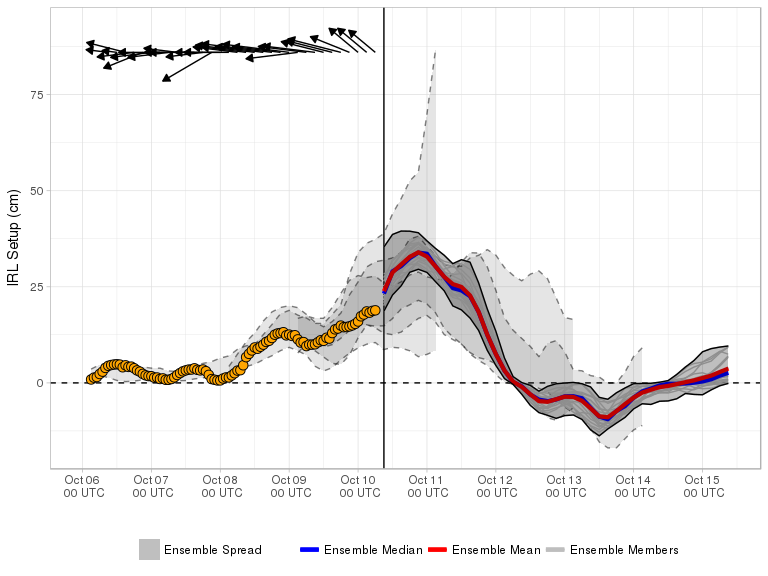 75
50
25
0
IRL Setup (cm)
Oct 06 Oct 07 Oct 08 Oct 09 Oct 10 Oct 11 Oct 12 Oct 13 Oct 14 Oct 15
00 UTC 00 UTC 00 UTC 00 UTC 00 UTC 00 UTC 00 UTC 00 UTC 00 UTC 00 UTC
Ensemble Spread Ensemble Median Ensemble Mean Ensemble Members